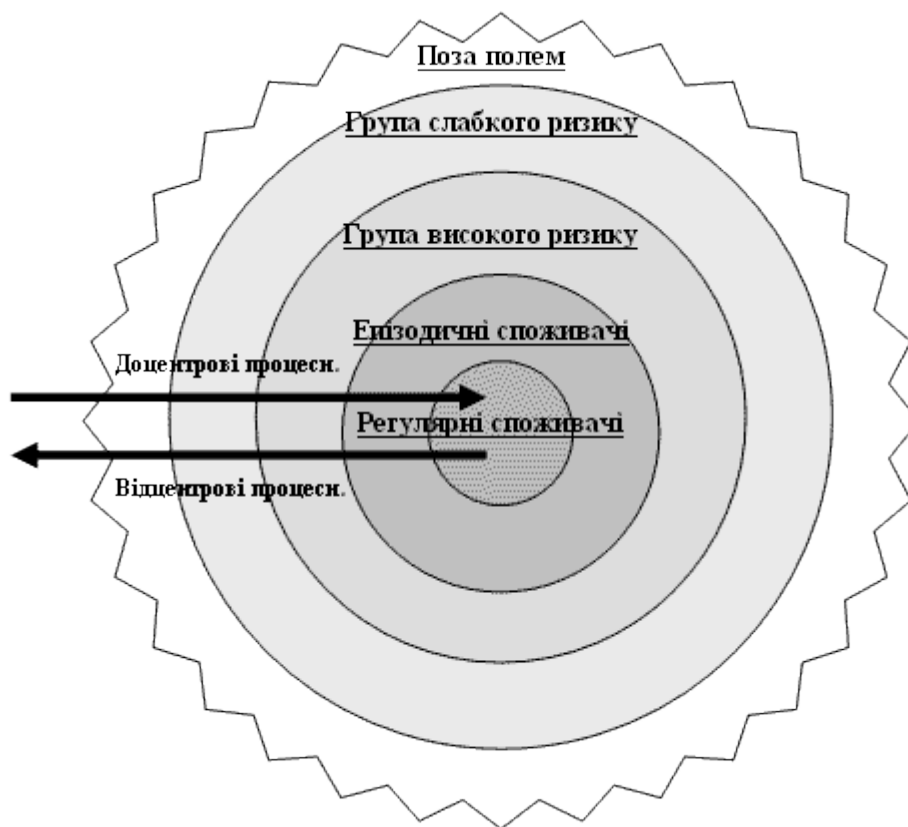 Поза полем
Група слабкого ризику
Група високого ризику
Епізодичні споживачі
Доцентрові процеси.
Регулярні споживачі
Відцентрові процеси.